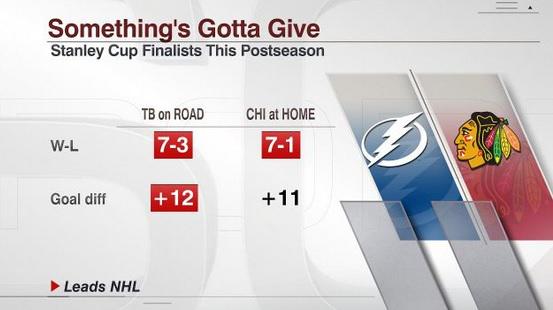 Something's Gotta Give
Stanley Cup Finalists This Postseason
TB on ROAD CHI at HOME
W-L 7-3 7-1
Goal diff +12 +11
Leads NHL